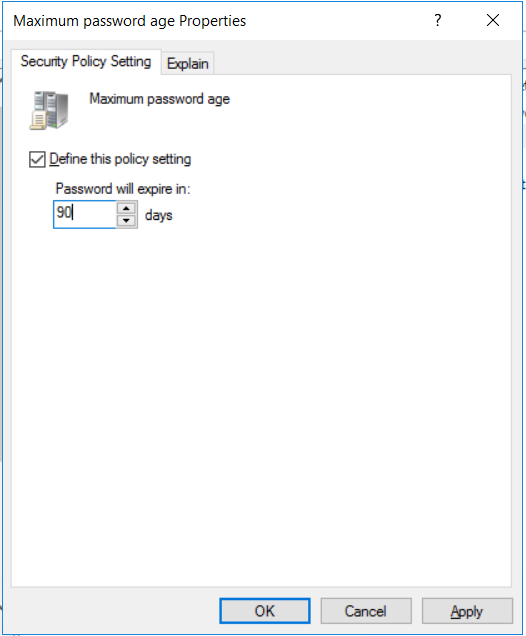 Maximum password age Properties
?
Security Policy Setting
Explain
Maximum password age
Define this policy setting
Password will expire in:
90 days
OK
Cancel
Apply